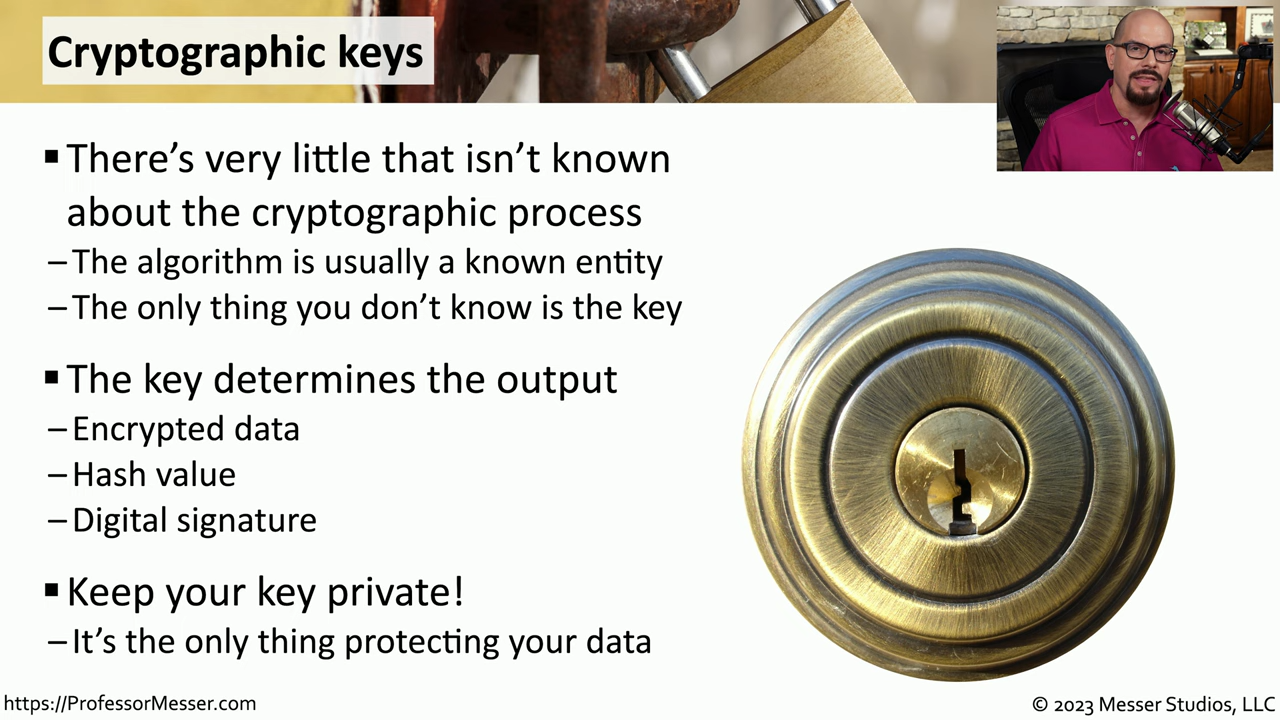 Cryptographic keys
▪ There’s very little that isn’t known
about the cryptographic process
– The algorithm is usually a known entity
– The only thing you don’t know is the key
▪ The key determines the output
– Encrypted data
– Hash value
– Digital signature
▪ Keep your key private!
– It’s the only thing protecting your data
https://ProfessorMesser.com
© 2023 Messer Studios, LLC